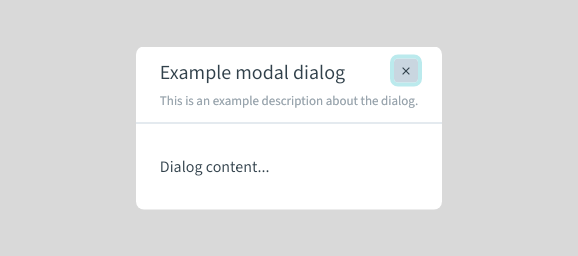 Example modal dialog
This is an example description about the dialog.
Dialog content...